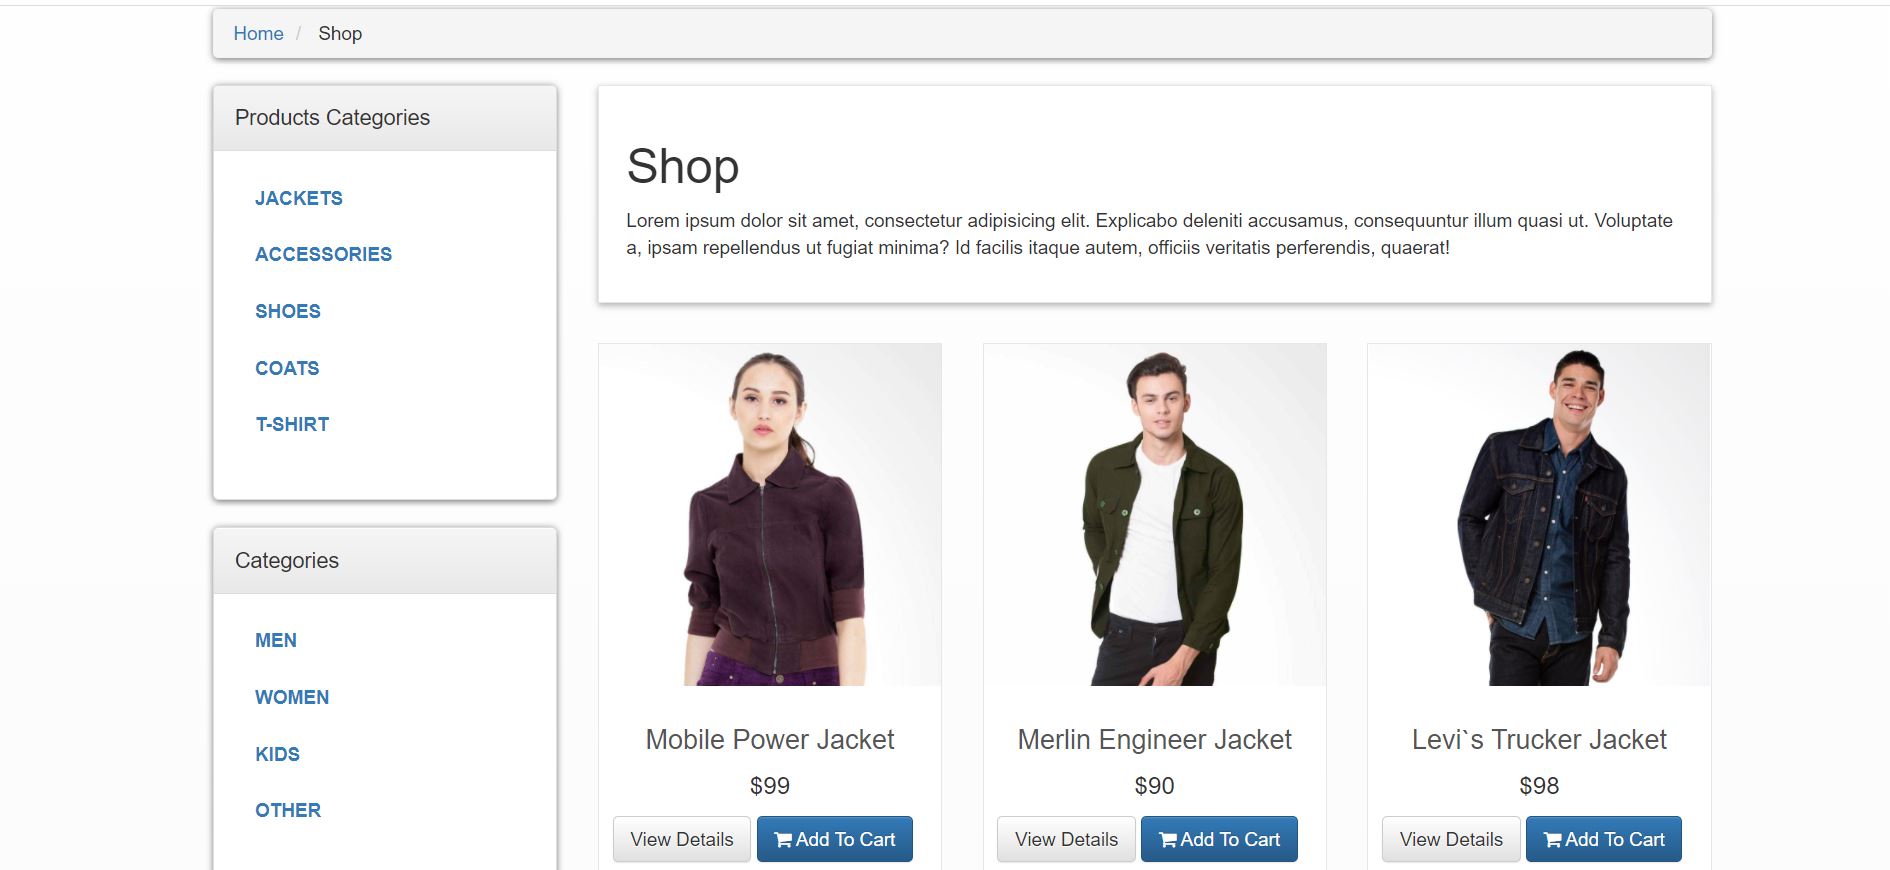 Home / Shop
Products Categories
JACKETS
ACCESSORIES
SHOES
COATS
T-SHIRT
Categories
MEN
WOMEN
KIDS
OTHER
Shop
Lorem ipsum dolor sit amet, consectetur adipisicing elit. Explicabo deleniti accusamus, consequuntur illum quasi ut. Voluptate
a, ipsam repellendus ut fugiat minima? Id facilis itaque autem, officiis veritatis perferendis, quaerat!
Mobile Power Jacket
$99
View Details Add To Cart
Merlin Engineer Jacket
$90
View Details Add To Cart
Levi`s Trucker Jacket
$98
View Details Add To Cart